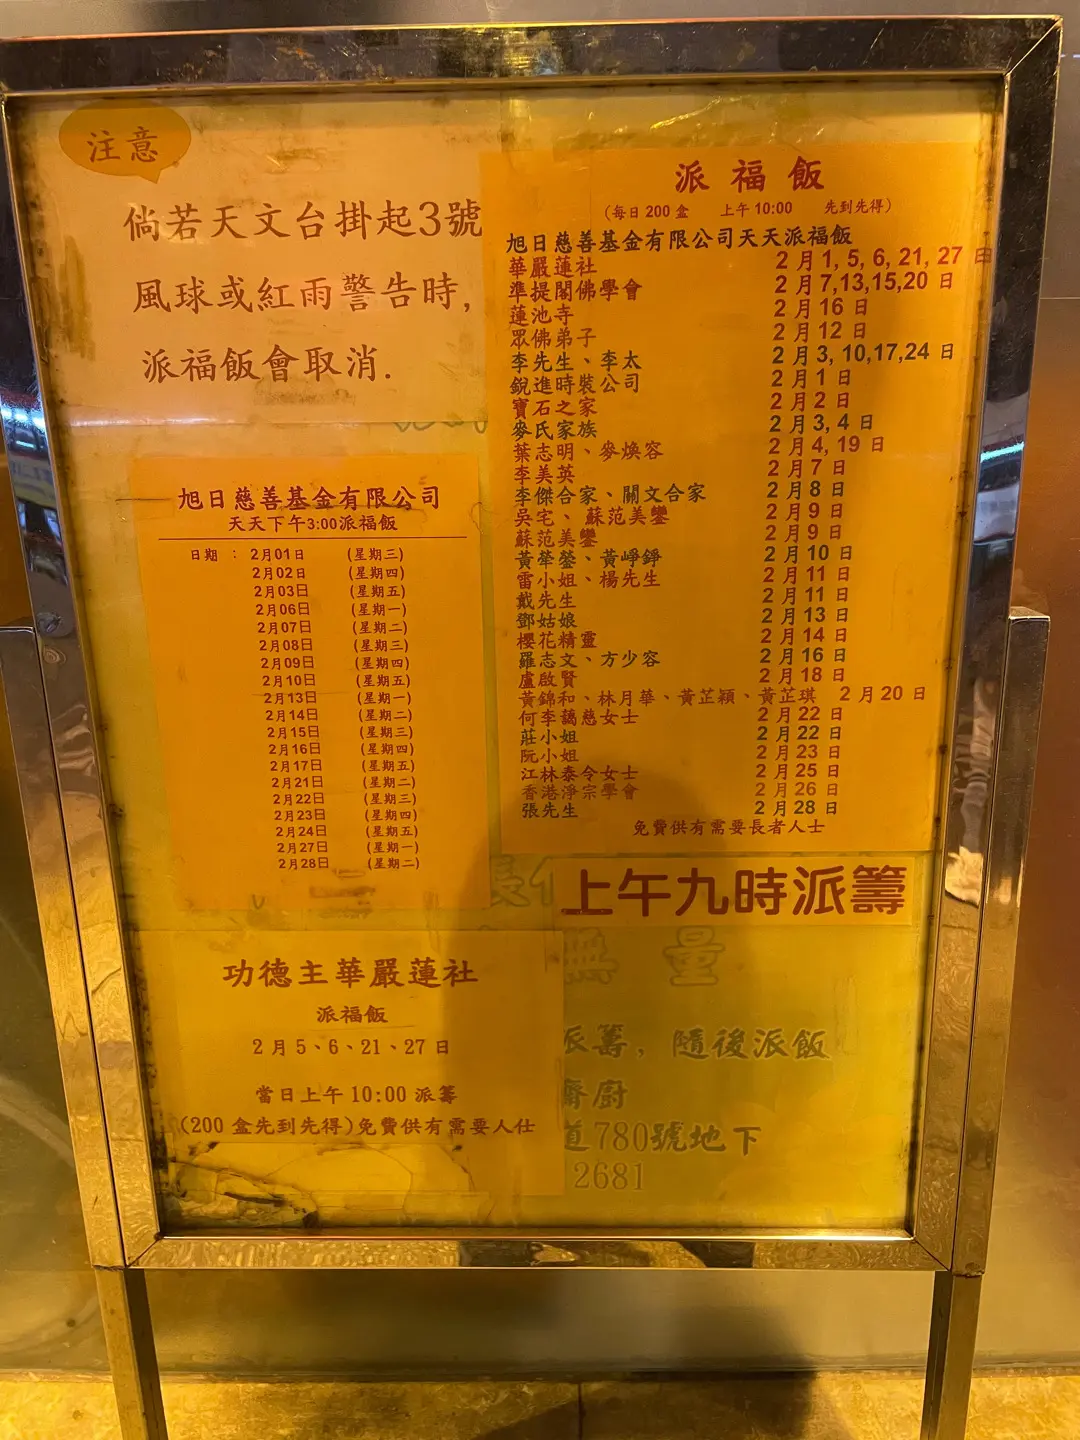 注意
倘若天文台掛起3號
風球或紅雨警告時,
派福飯會取消.
旭日慈善基金有限公司
天天下午3:00派福飯
日期 : 2月01日 (星期三)
2月02日 (星期四)
2月03日 (星期五)
2月06日 (星期一)
2月07日 (星期二)
2月08日 (星期三)
2月09日 (星期四)
2月10日 (星期五)
2月13日 (星期一)
2月14日 (星期二)
2月15日 (星期三)
2月16日 (星期四)
2月17日 (星期五)
2月21日 (星期二)
2月22日 (星期三)
2月23日 (星期四)
2月24日 (星期五)
2月27日 (星期一)
2月28日 (星期二)
功德主華嚴蓮社
派福飯
2月5、6、21、27日
當日上午10:00派籌
(200盒先到先得)免費供有需要人仕
派福飯
(每日200盒 上午10:00 先到先得)
旭日慈善基金有限公司天天派福飯
華嚴蓮社 2月1, 5, 6, 21, 27日
準提閣佛學會 2月7,13,15,20日
蓮池寺 2月16日
眾佛弟子 2月12日
李先生、李太 2月3, 10,17,24日
銳進時裝公司 2月1日
寶石之家 2月2日
麥氏家族 2月3, 4日
葉志明、麥煥容 2月4, 19日
李美英 2月7日
李傑合家、關文合家 2月8日
吳宅、蘇范美鑾 2月9日
蘇范美鑾 2月9日
黃犖鎣、黃崢錚 2月10日
雷小姐、楊先生 2月11日
戴先生 2月11日
鄧姑娘 2月13日
櫻花精靈 2月14日
羅志文、方少容 2月16日
盧啟賢 2月18日
黃錦和、林月華、黃芷穎、黃芷琪 2月20日
何李藹慈女士 2月22日
莊小姐 2月22日
阮小姐 2月23日
江林泰令女士 2月25日
香港淨宗學會 2月26日
張先生 2月28日
免費供有需要長者人士
上午九時派籌
無量
派籌, 隨後派飯
齋廚
道780號地下
2681